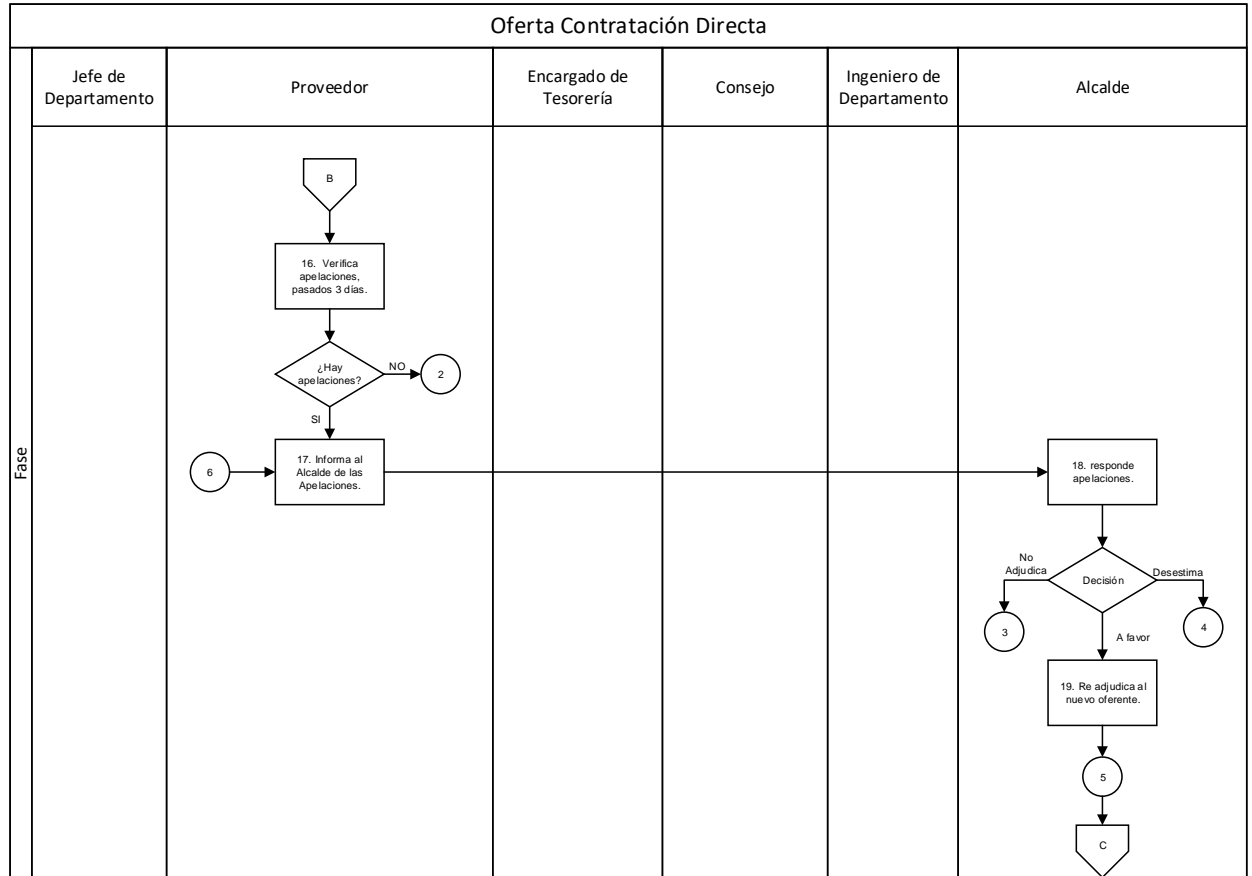 Oferta Contratación Directa
Fase
Jefe de
Departamento
Proveedor
Encargado de
Tesorería
Consejo
Ingeniero de
Departamento
Alcalde
B
16. Verifica
apelaciones,
pasados 3 días.
¿Hay
apelaciones?
NO
2
SI
6
17. Informa al
Alcalde de las
Apelaciones.
18. responde
apelaciones.
No
Adjudica
Decisión
Desestima
3
4
A favor
19. Re adjudica al
nuevo oferente.
5
C